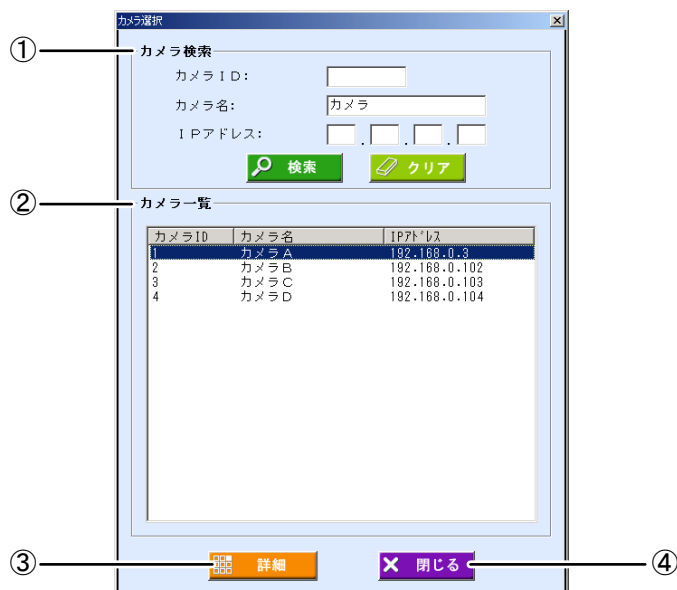 カメラ選択
①
カメラ検索
カメラID:
カメラ名: カメラ
IPアドレス: . . .
検索 クリア
②
カメラ一覧
カメラID カメラ名 IPｱﾄﾞﾚｽ
1 カメラA 192.168.0.3
2 カメラB 192.168.0.102
3 カメラC 192.168.0.103
4 カメラD 192.168.0.104
③ 詳細 閉じる ④